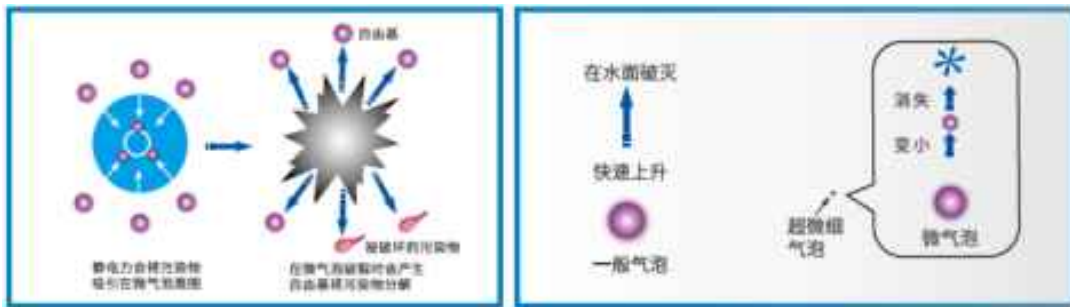 自由基
被破坏的污染物
静电力会将污染物
吸引在微气泡周围
在微气泡破裂时会产生
自由基将污染物分解
在水面破灭
快速上升
一般气泡
超微细
气泡
消失
变小
微气泡